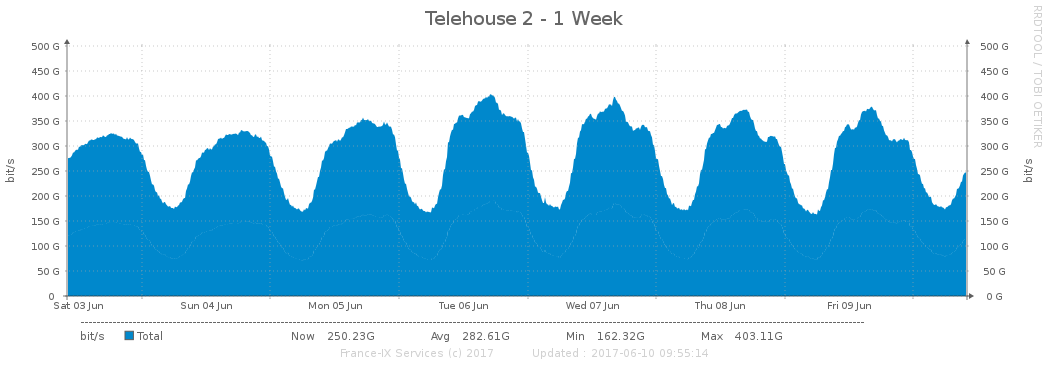 Telehouse 2 - 1 Week
RRDTOOL / TOBI OETIKER
500 G 500 G
450 G 450 G
400 G 400 G
350 G 350 G
300 G 300 G
250 G 250 G
200 G 200 G
150 G 150 G
100 G 100 G
50 G 50 G
0 0 G
bit/s bit/s
Sat 03 Jun Sun 04 Jun Mon 05 Jun Tue 06 Jun Wed 07 Jun Thu 08 Jun Fri 09 Jun
bit/s Total Now 250.23G Avg 282.61G Min 162.32G Max 403.11G
France-IX Services (c) 2017 Updated : 2017-06-10 09:55:14